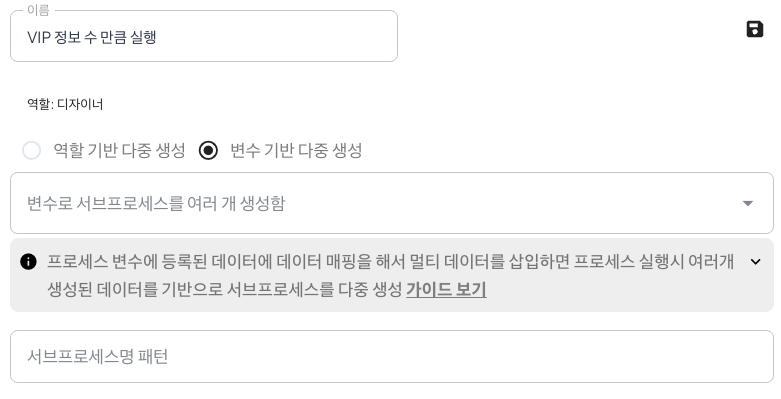 이름
VIP 정보 수 만큼 실행
역할: 디자이너
역할 기반 다중 생성 변수 기반 다중 생성
변수로 서브프로세스를 여러 개 생성함
프로세스 변수에 등록된 데이터에 데이터 매핑을 해서 멀티 데이터를 삽입하면 프로세스 실행시 여러개
생성된 데이터를 기반으로 서브프로세스를 다중 생성 가이드 보기
서브프로세스명 패턴